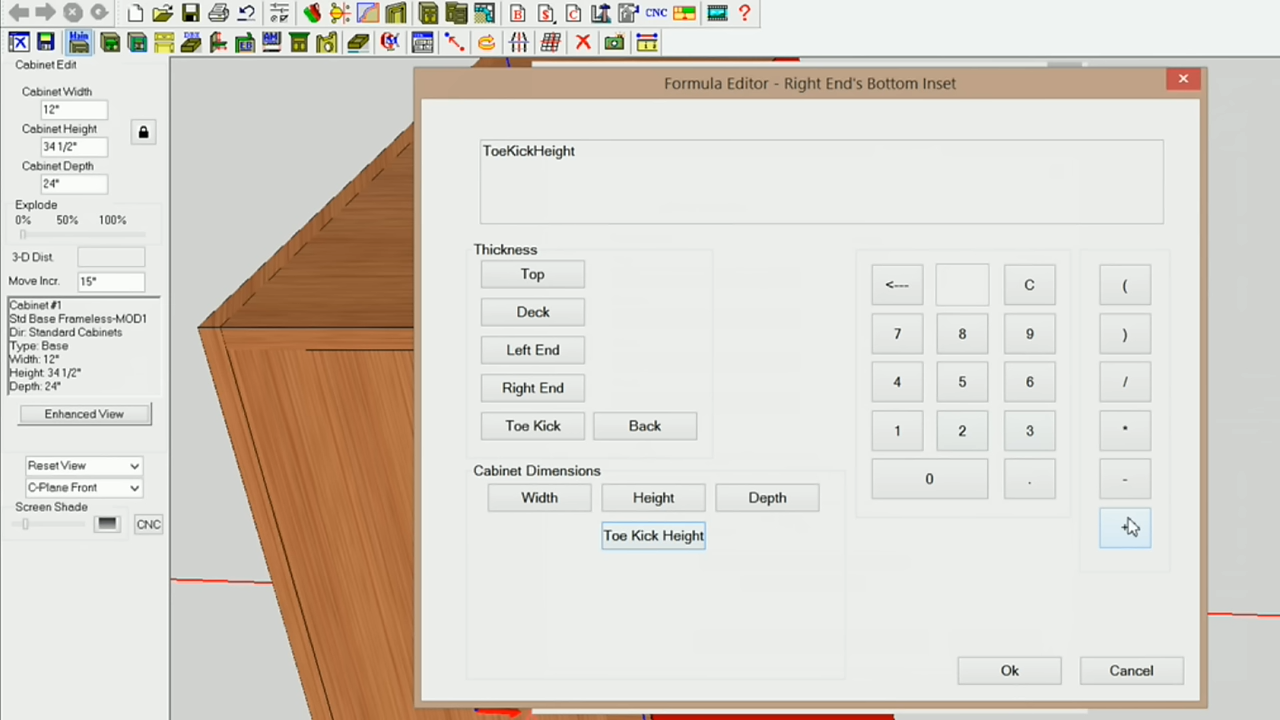 CNC
?
Main
Cabinet Edit
Cabinet Width
12"
Cabinet Height
34 1/2"
Cabinet Depth
24"
Explode
0% 50% 100%
3-D Dist.
Move Incr. 15"
Cabinet #1
Std Base Frameless-MOD1
Dir: Standard Cabinets
Type: Base
Width: 12"
Height: 34 1/2"
Depth: 24"
Enhanced View
Reset View
C-Plane Front
Screen Shade
CNC
Formula Editor - Right End's Bottom Inset
ToeKickHeight
Thickness
Top
Deck
Left End
Right End
Toe Kick Back
Cabinet Dimensions
Width Height Depth
Toe Kick Height
<--- C (
7 8 9 )
4 5 6 /
1 2 3 *
0 . -
+
Ok Cancel